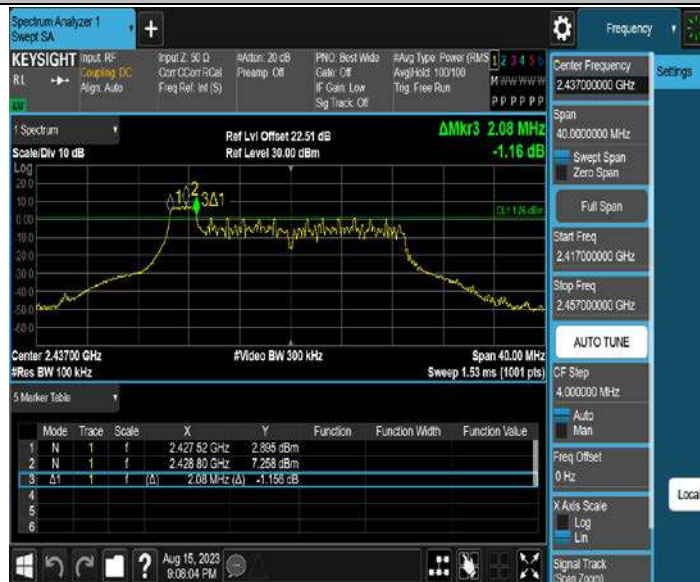 Spectrum Analyzer 1
Swept SA
+
Frequency
KEYSIGHT Input: RF
RL
Coupling: DC
Align: Auto
Input Z: 50 Ω
Corr CCorr RCal
Freq Ref: Int (S)
#Atten: 20 dB
Preamp: Off
PNO: Best Wide
Gate: Off
IF Gain: Low
Sig Track: Off
#Avg Type: Power (RMS
Avg|Hold: 100/100
Trig: Free Run
1 2 3 4 5 6
M W W W W W
P P P P P P
Center Frequency
2.437000000 GHz
Settings
Span
40.0000000 MHz
Swept Span
Zero Span
Full Span
Start Freq
2.417000000 GHz
Stop Freq
2.457000000 GHz
AUTO TUNE
CF Step
4.000000 MHz
Auto
Man
Freq Offset
0 Hz
X Axis Scale
Log
Lin
Signal Track
(Span Zoom)
Local
1 Spectrum
Scale/Div 10 dB
Ref Lvl Offset 22.51 dB
Ref Level 30.00 dBm
ΔMkr3 2.08 MHz
-1.16 dB
Log
20.0
10.0
0.00
-10.0
-20.0
-30.0
-40.0
-50.0
-60.0
1 2 3Δ1
DL1 1.26 dBm
Center 2.43700 GHz
#Res BW 100 kHz
#Video BW 300 kHz
Span 40.00 MHz
Sweep 1.53 ms (1001 pts)
5 Marker Table
Mode Trace Scale X Y Function Function Width Function Value
1 N 1 f 2.427 52 GHz 2.895 dBm
2 N 1 f 2.428 80 GHz 7.258 dBm
3 Δ1 1 f (Δ) 2.08 MHz (Δ) -1.156 dB
4
5
6
?
Aug 15, 2023
9:08:04 PM